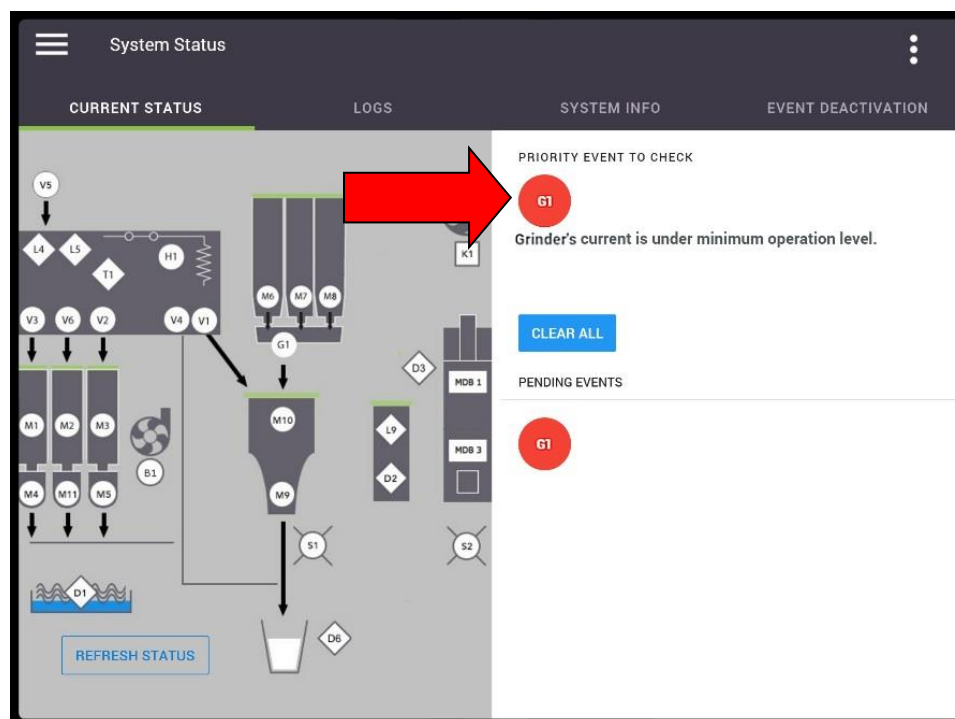 System Status
CURRENT STATUS LOGS SYSTEM INFO EVENT DEACTIVATION
PRIORITY EVENT TO CHECK
G1
Grinder's current is under minimum operation level.
CLEAR ALL
PENDING EVENTS
G1
V5
L4 L5 H1 K1
T1
M6 M7 M8
V3 V6 V2 V4 V1
G1
D3
MDB 1
M1 M2 M3 M10 L9
MDB 3
B1 D2
M4 M11 M5 M9
S1 S2
D1
D6
REFRESH STATUS